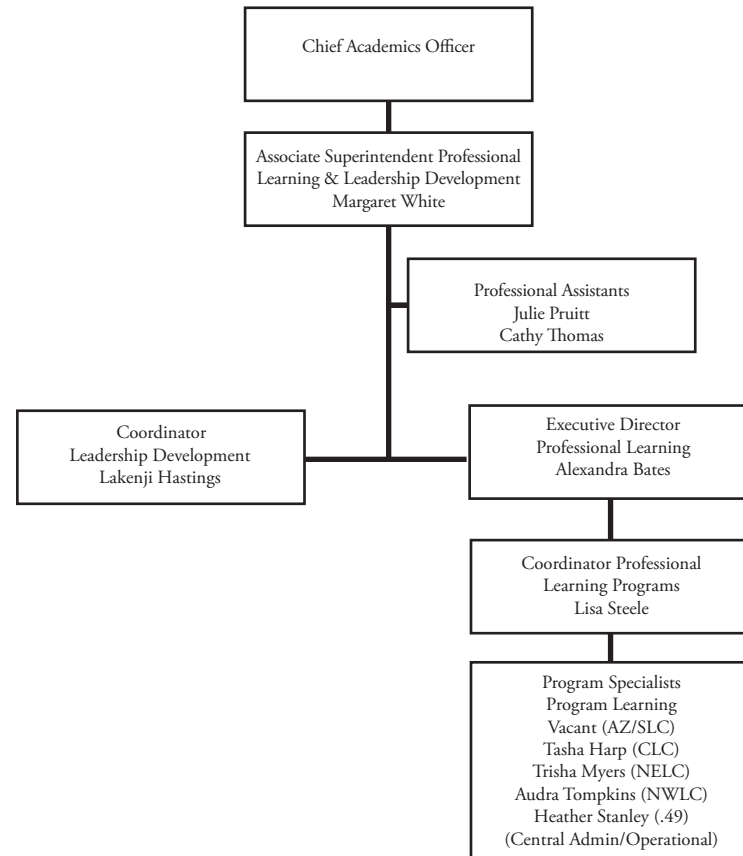 Chief Academics Officer
Associate Superintendent Professional
Learning & Leadership Development
Margaret White
Professional Assistants
Julie Pruitt
Cathy Thomas
Coordinator
Leadership Development
Lakenji Hastings
Executive Director
Professional Learning
Alexandra Bates
Coordinator Professional
Learning Programs
Lisa Steele
Program Specialists
Program Learning
Vacant (AZ/SLC)
Tasha Harp (CLC)
Trisha Myers (NELC)
Audra Tompkins (NWLC)
Heather Stanley (.49)
(Central Admin/Operational)